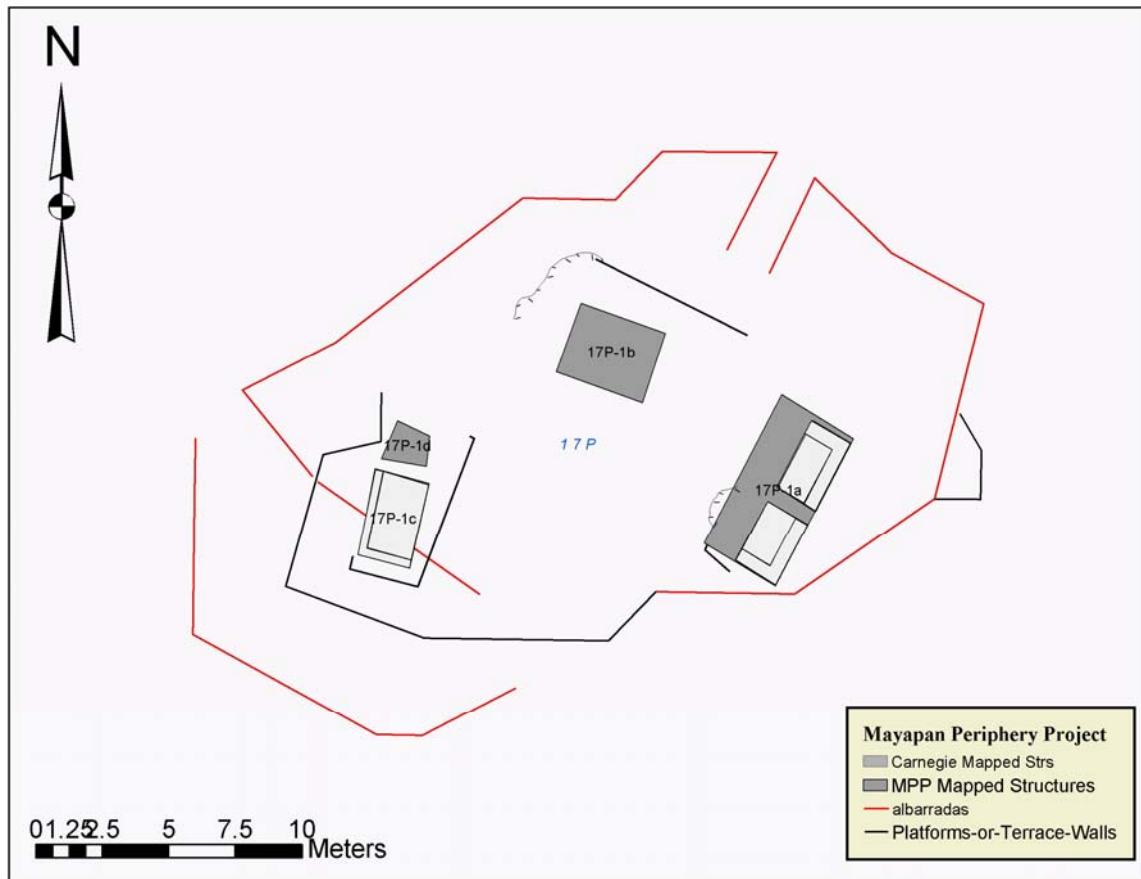 N
17P-1b
17P-1d
17P
17P-1a
17P-1c
Mayapan Periphery Project
Carnegie Mapped Strs
MPP Mapped Structures
albarradas
Platforms-or-Terrace-Walls
0 1.25 2.5 5 7.5 10
Meters